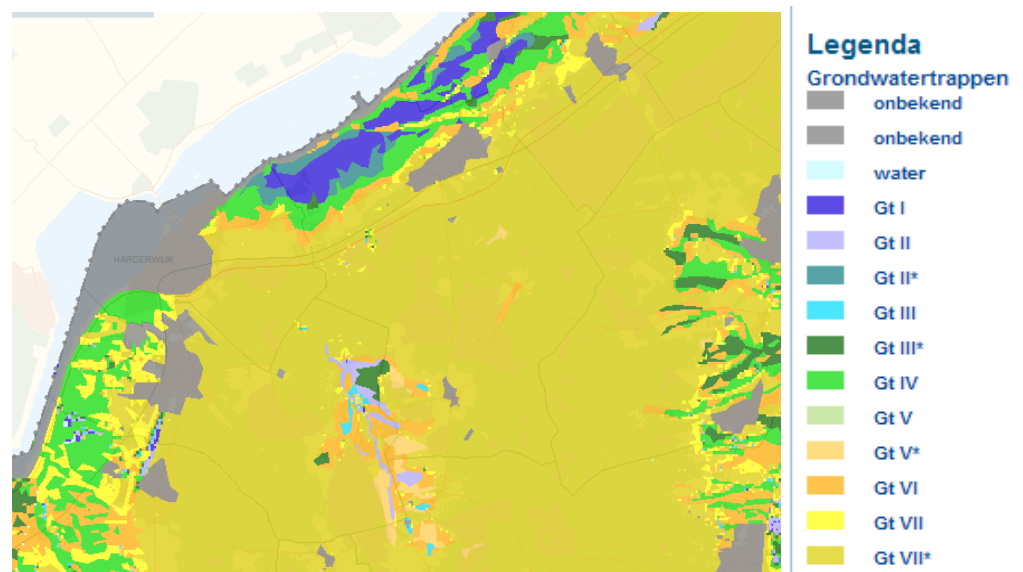 HARDERWIJK
Legenda
Grondwatertrappen
onbekend
onbekend
water
Gt I
Gt II
Gt II*
Gt III
Gt III*
Gt IV
Gt V
Gt V*
Gt VI
Gt VII
Gt VII*